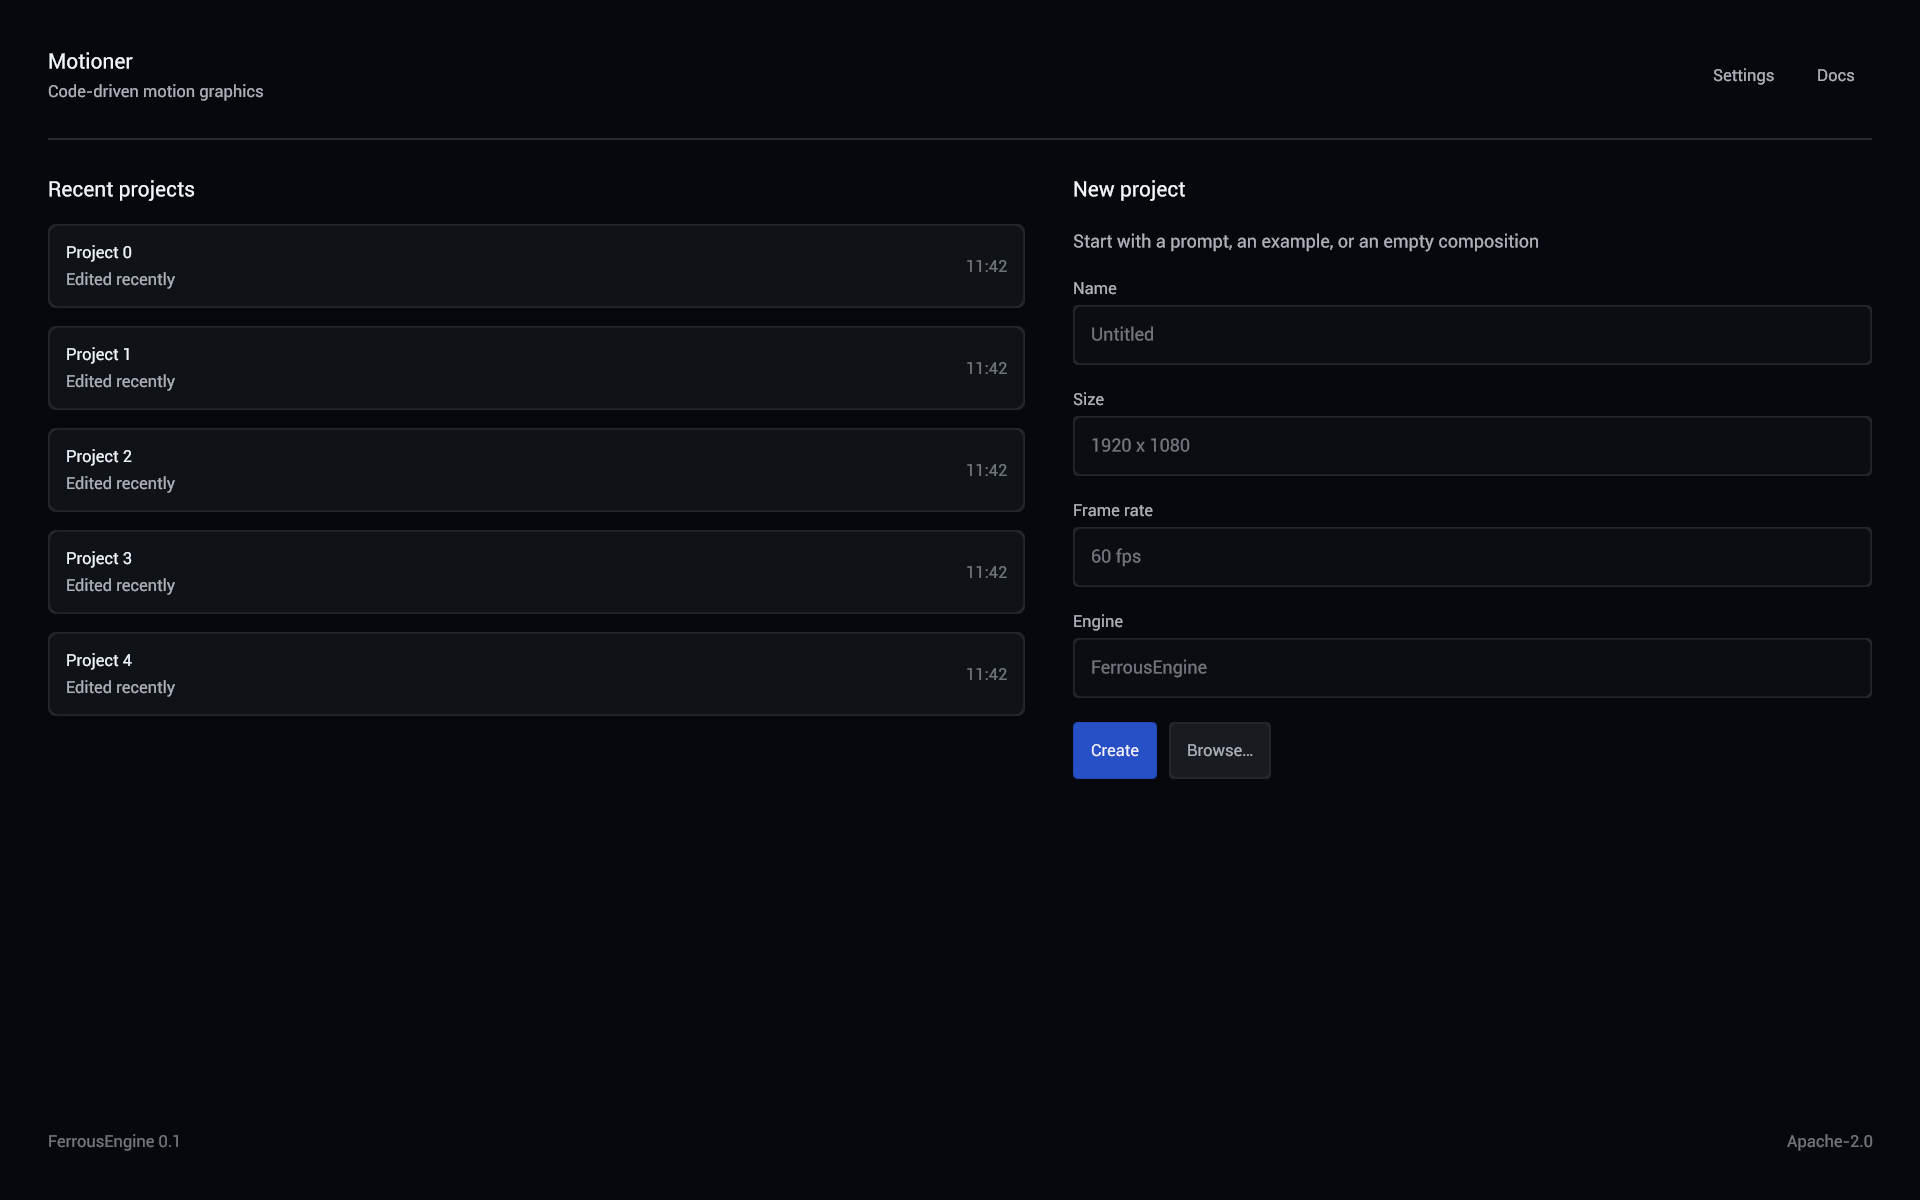 Motioner
Code-driven motion graphics
Settings
Docs
Recent projects
Project 0
Edited recently
11:42
Project 1
Edited recently
11:42
Project 2
Edited recently
11:42
Project 3
Edited recently
11:42
Project 4
Edited recently
11:42
New project
Start with a prompt, an example, or an empty composition
Name
Untitled
Size
1920 x 1080
Frame rate
60 fps
Engine
FerrousEngine
Create
Browse...
FerrousEngine 0.1
Apache-2.0